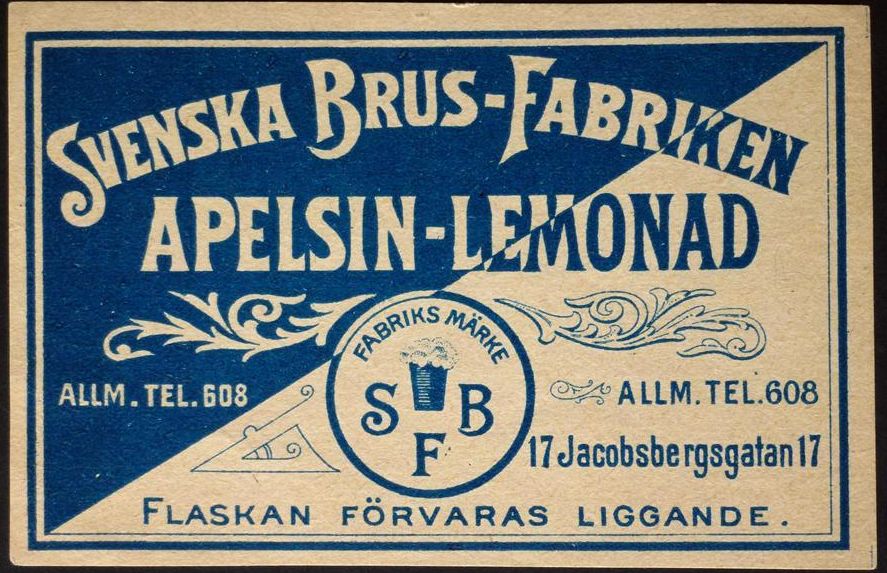 SVENSKA BRUS-FABRIKEN
APELSIN-LEMONAD
FABRIKS MÄRKE
S B
F
ALLM. TEL. 608
ALLM. TEL. 608
17 Jacobsbergsgatan 17
FLASKAN FÖRVARAS LIGGANDE.